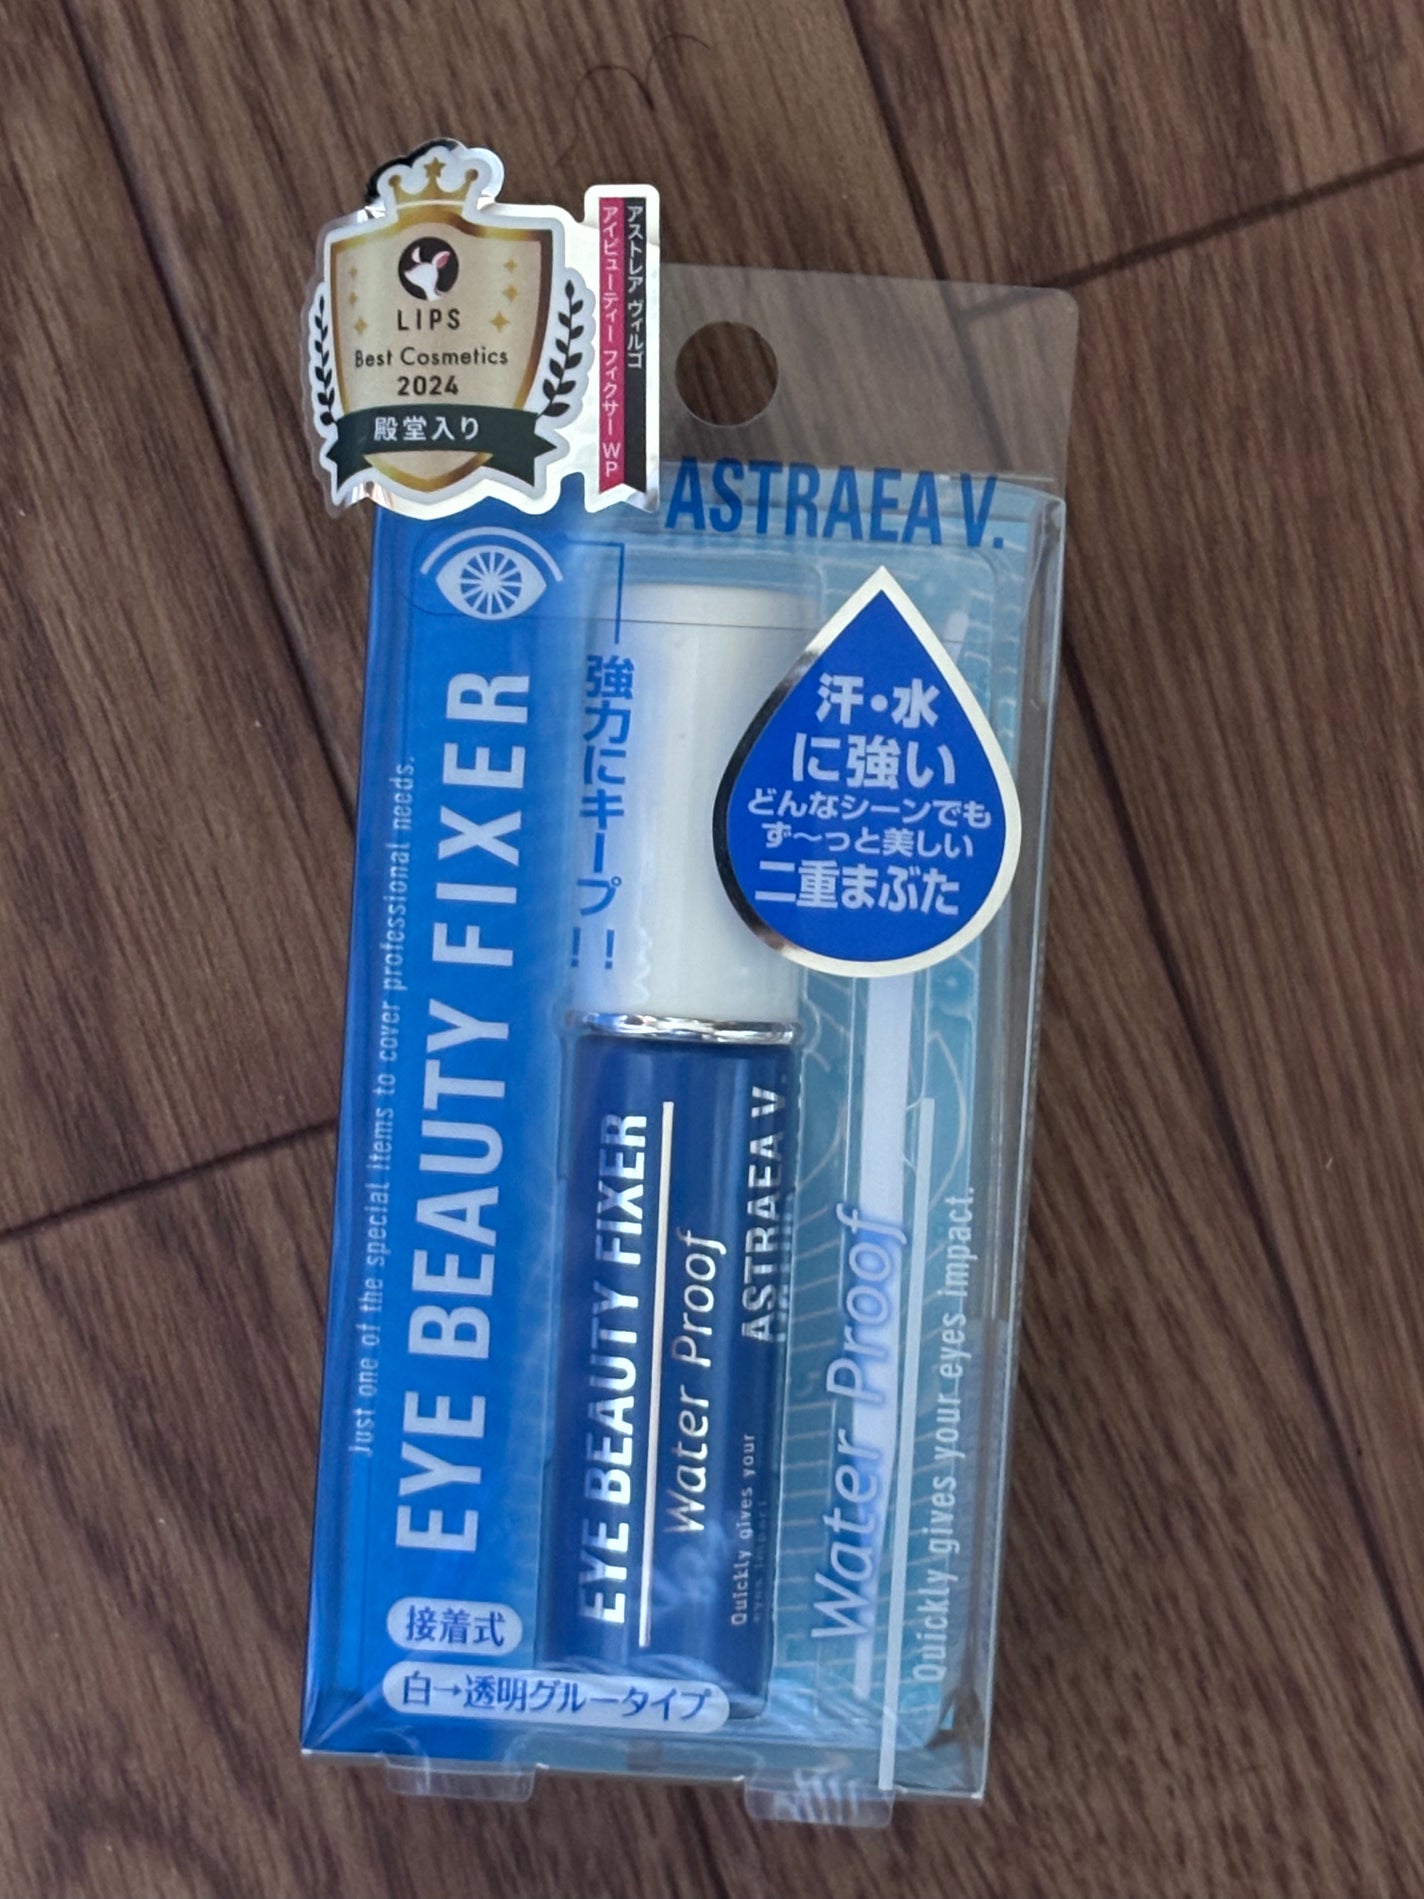 LIPS
Best Cosmetics
2024
殿堂入り
アストレア ヴィルゴ
アイビューティー フィクサー WP
ASTRAEA V.
強力にキープ!!
汗・水
に強い
どんなシーンでも
ず〜っと美しい
二重まぶた
Just one of the special items to cover professional needs.
EYE BEAUTY FIXER
EYE BEAUTY FIXER
Water Proof
ASTRAEA V.
Quickly gives your
eyes impact.
Water Proof
Quickly gives your eyes impact.
接着式
白→透明グルータイプ